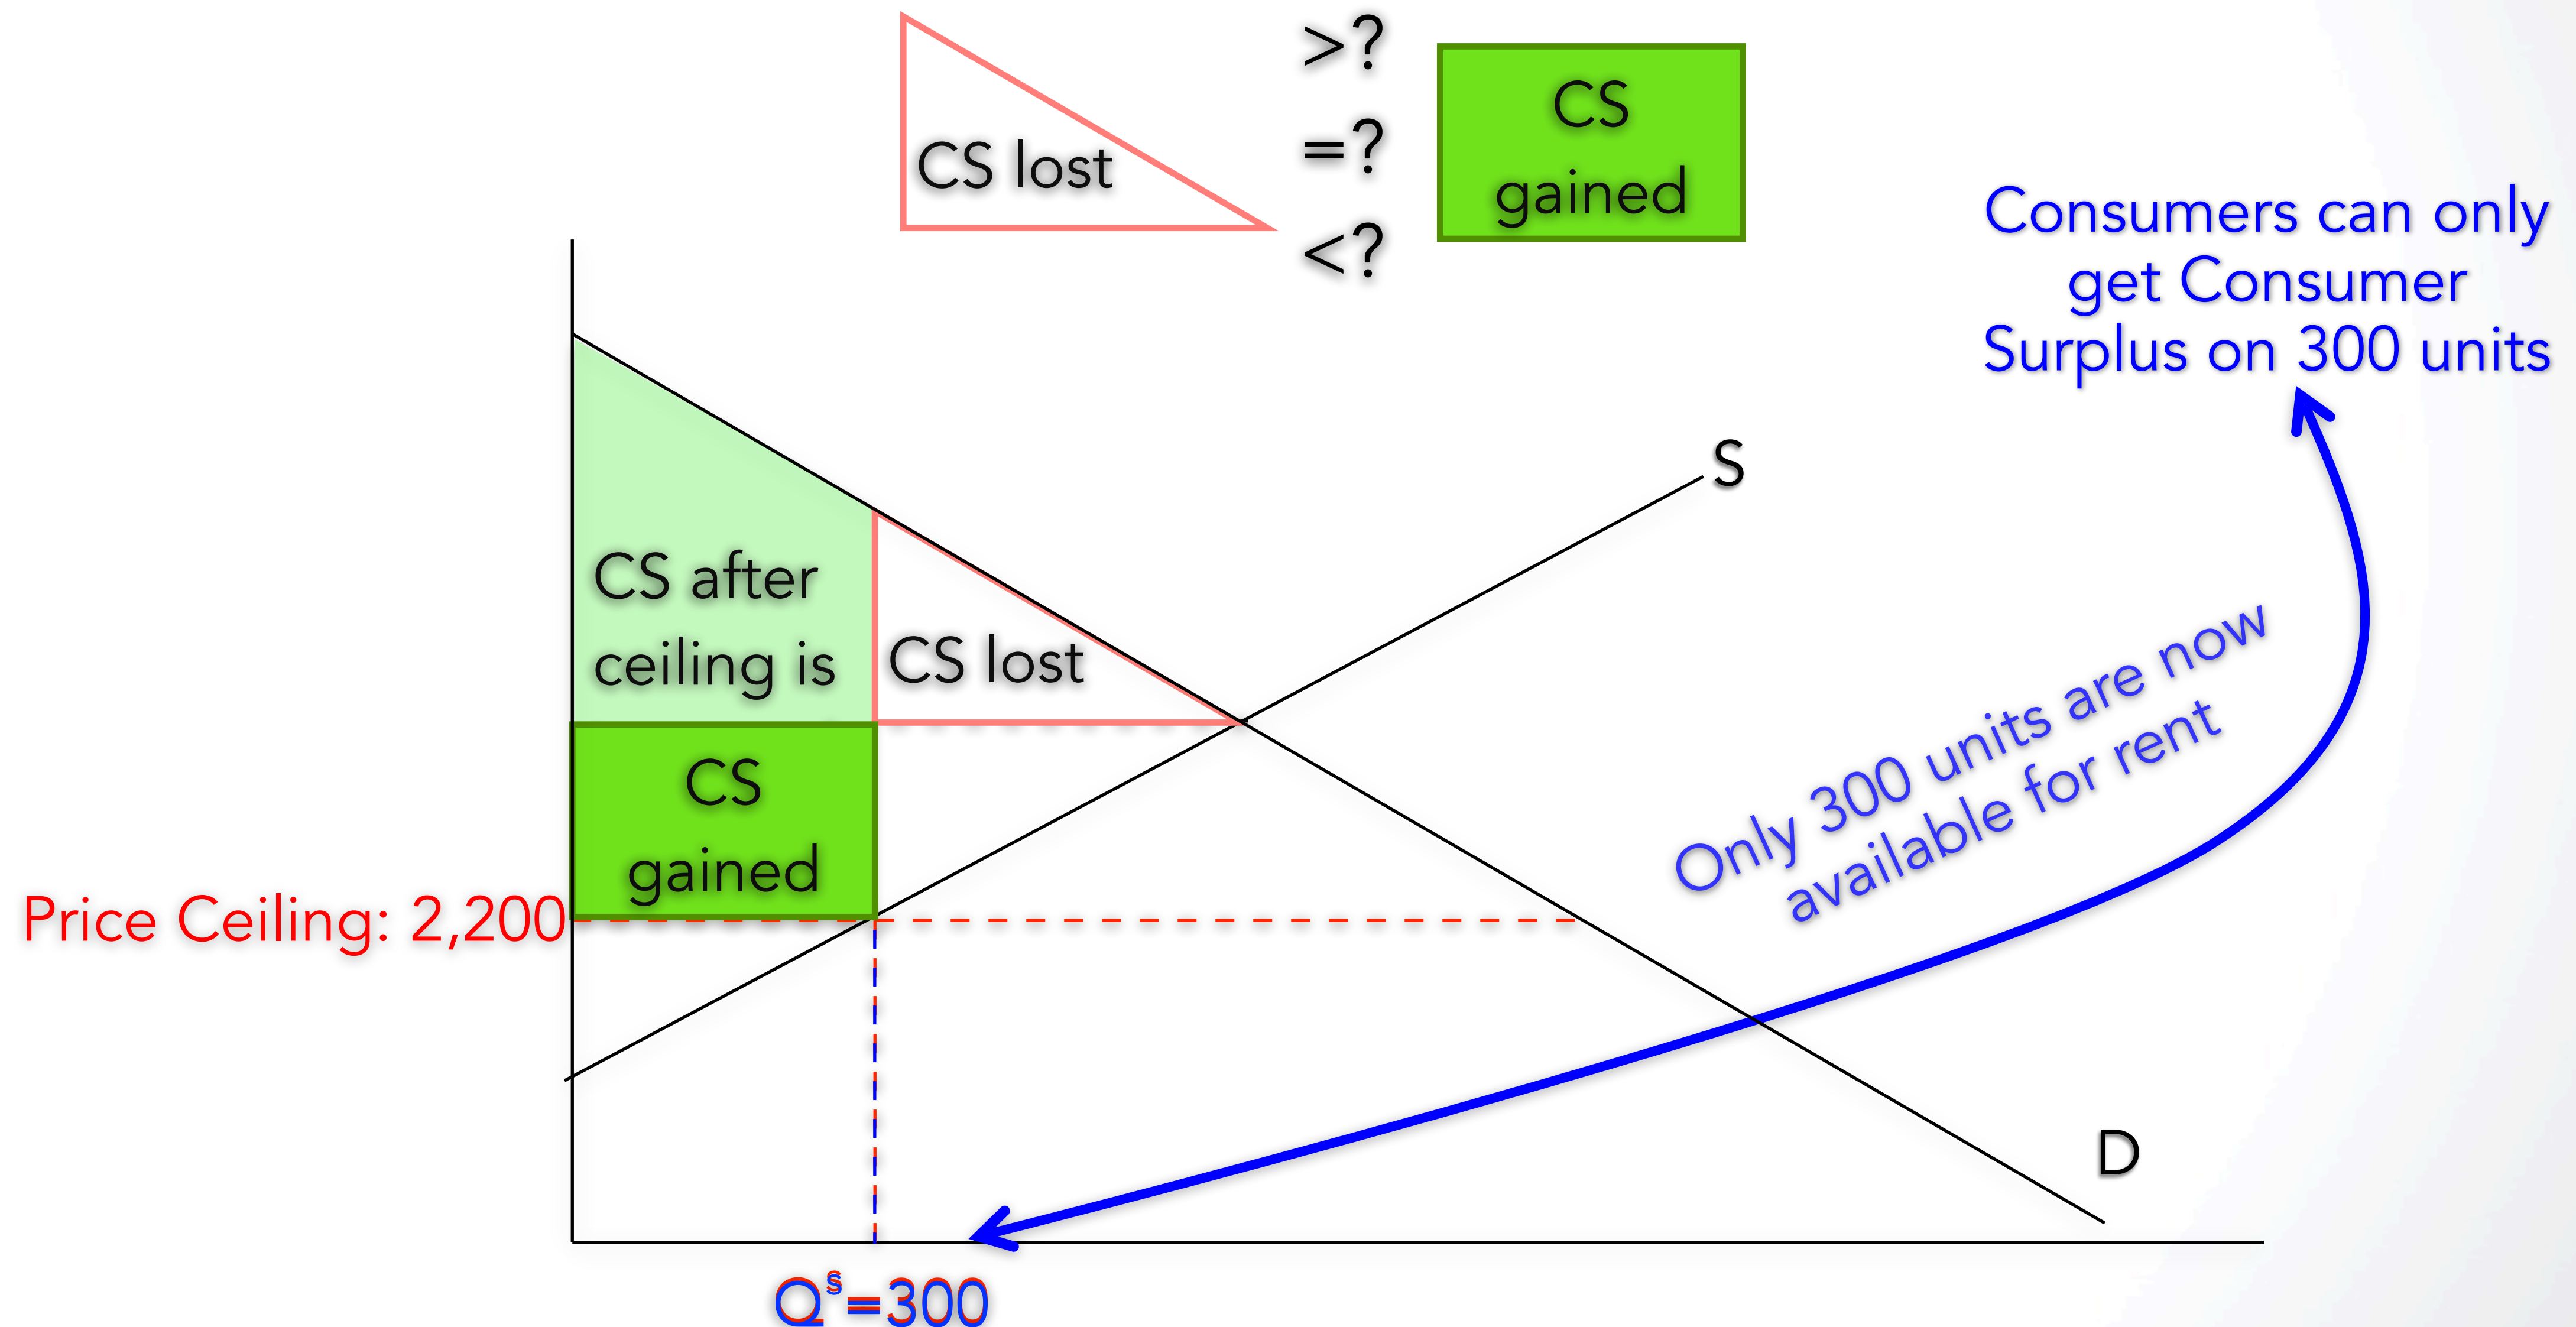 CS lost
>?
=?
<?
CS
gained
Consumers can only
get Consumer
Surplus on 300 units
S
CS after
ceiling is
CS lost
CS
gained
Only 300 units are now
available for rent
Price Ceiling: 2,200
D
Qˢ=300